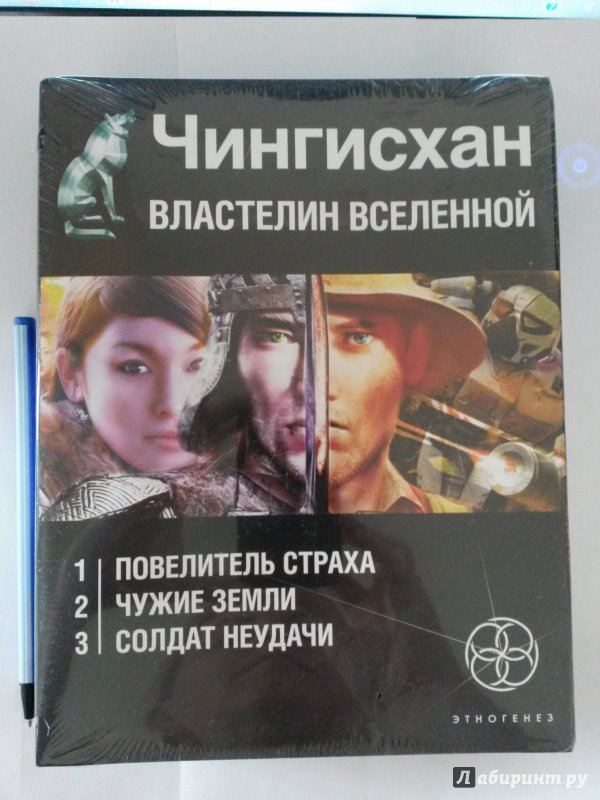 Чингисхан
ВЛАСТЕЛИН ВСЕЛЕННОЙ
1 ПОВЕЛИТЕЛЬ СТРАХА
2 ЧУЖИЕ ЗЕМЛИ
3 СОЛДАТ НЕУДАЧИ
ЭТНОГЕНЕЗ
Лабиринт.ру